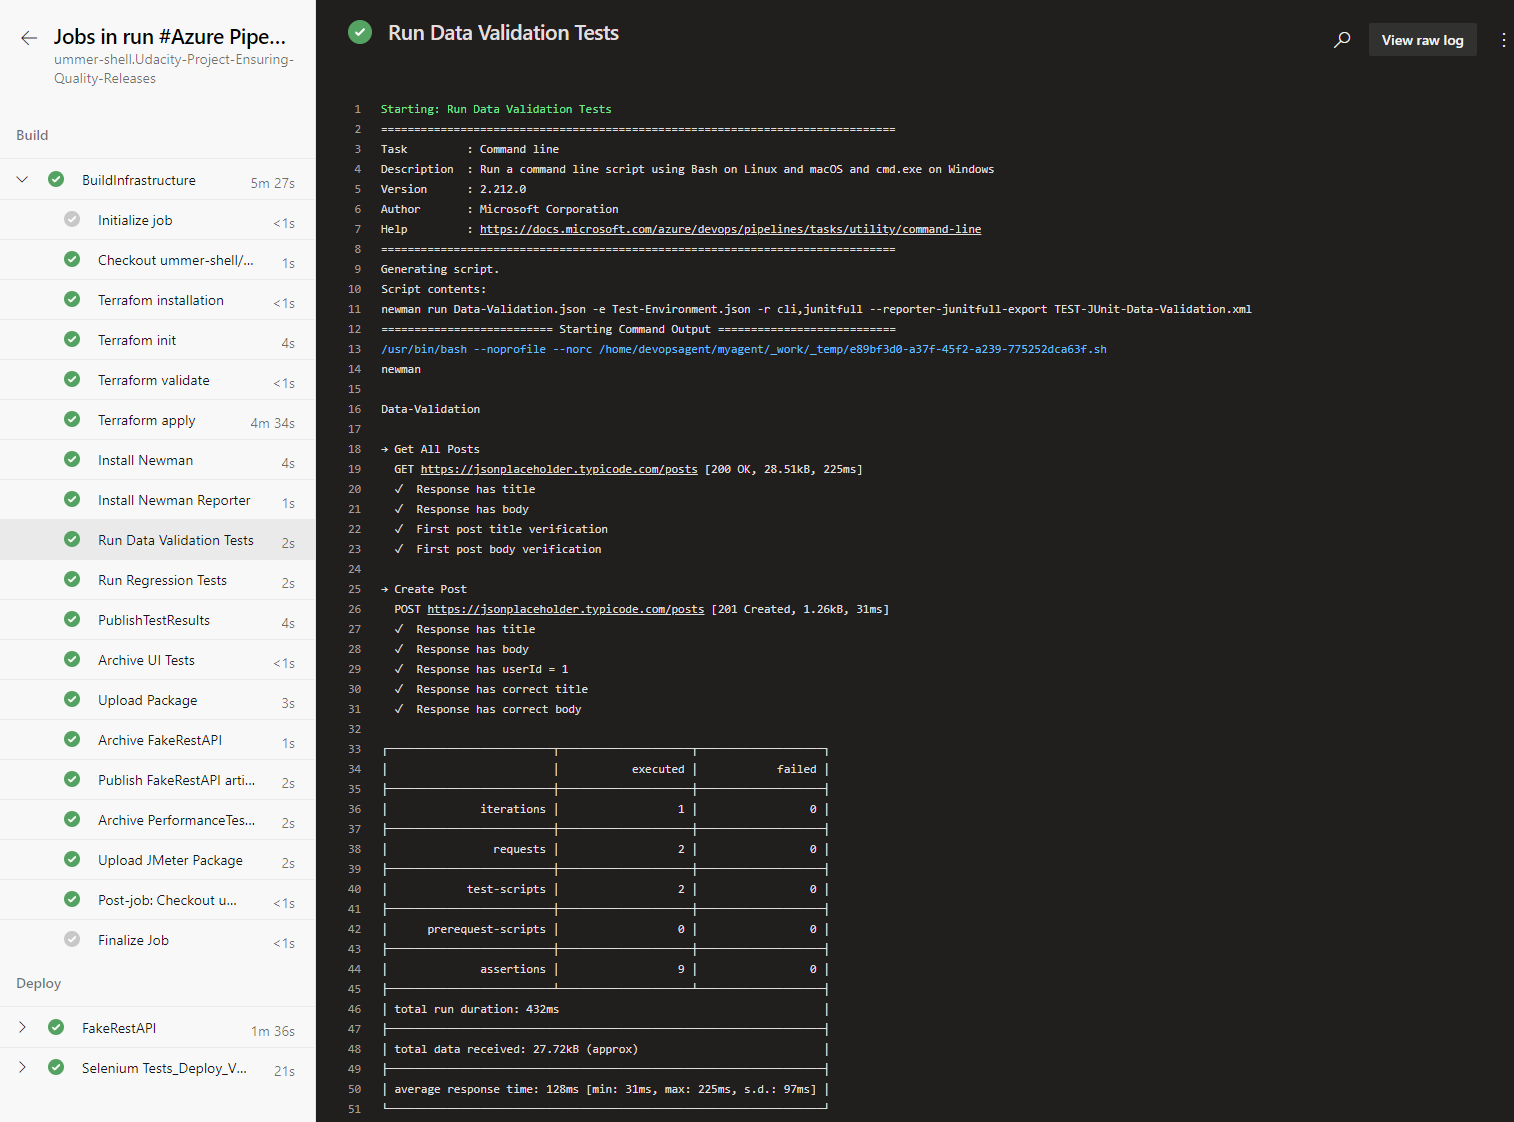 Jobs in run #Azure Pipe...
ummer-shell.Udacity-Project-Ensuring-
Quality-Releases
Build
BuildInfrastructure 5m 27s
Initialize job <1s
Checkout ummer-shell/... 1s
Terrafom installation <1s
Terrafom init 4s
Terraform validate <1s
Terraform apply 4m 34s
Install Newman 4s
Install Newman Reporter 1s
Run Data Validation Tests 2s
Run Regression Tests 2s
PublishTestResults 4s
Archive UI Tests <1s
Upload Package 3s
Archive FakeRestAPI 1s
Publish FakeRestAPI arti... 2s
Archive PerformanceTes... 2s
Upload JMeter Package 2s
Post-job: Checkout u... <1s
Finalize Job <1s
Deploy
FakeRestAPI 1m 36s
Selenium Tests_Deploy_V... 21s
Run Data Validation Tests
View raw log
1 Starting: Run Data Validation Tests
2 ==============================================================================
3 Task : Command line
4 Description : Run a command line script using Bash on Linux and macOS and cmd.exe on Windows
5 Version : 2.212.0
6 Author : Microsoft Corporation
7 Help : https://docs.microsoft.com/azure/devops/pipelines/tasks/utility/command-line
8 ==============================================================================
9 Generating script.
10 Script contents:
11 newman run Data-Validation.json -e Test-Environment.json -r cli,junitfull --reporter-junitfull-export TEST-JUnit-Data-Validation.xml
12 ========================== Starting Command Output ===========================
13 /usr/bin/bash --noprofile --norc /home/devopsagent/myagent/_work/_temp/e89bf3d0-a37f-45f2-a239-775252dca63f.sh
14 newman
15
16 Data-Validation
17
18 → Get All Posts
19 GET https://jsonplaceholder.typicode.com/posts [200 OK, 28.51kB, 225ms]
20 ✓ Response has title
21 ✓ Response has body
22 ✓ First post title verification
23 ✓ First post body verification
24
25 → Create Post
26 POST https://jsonplaceholder.typicode.com/posts [201 Created, 1.26kB, 31ms]
27 ✓ Response has title
28 ✓ Response has body
29 ✓ Response has userId = 1
30 ✓ Response has correct title
31 ✓ Response has correct body
32
33
34 executed failed
35
36 iterations 1 0
37
38 requests 2 0
39
40 test-scripts 2 0
41
42 prerequest-scripts 0 0
43
44 assertions 9 0
45
46 total run duration: 432ms
47
48 total data received: 27.72kB (approx)
49
50 average response time: 128ms [min: 31ms, max: 225ms, s.d.: 97ms]
51